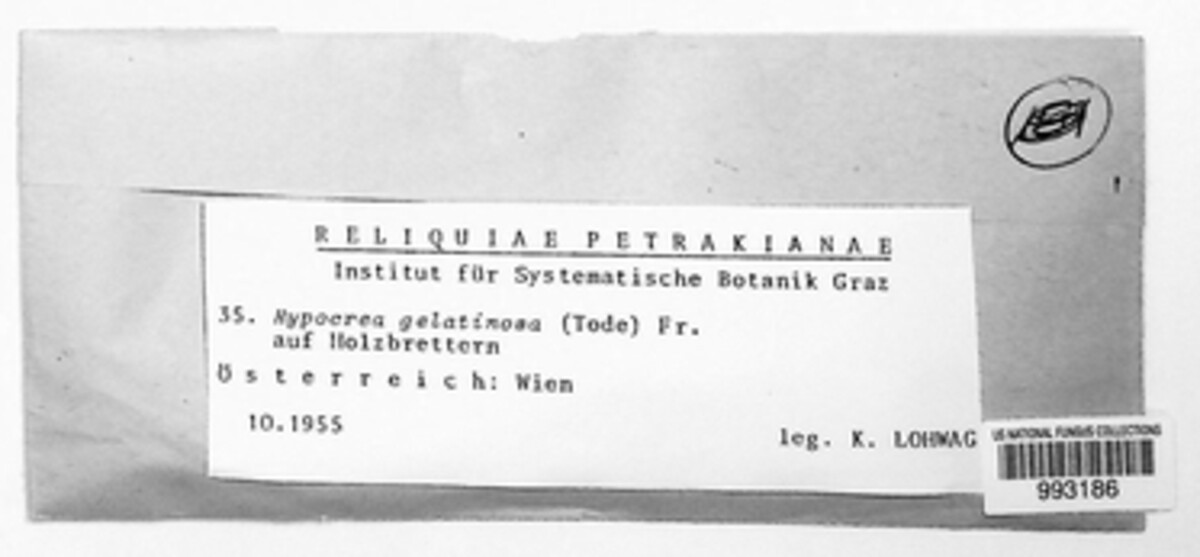 RELIQUIAE PETRAKIANAE
Institut für Systematische Botanik Graz
35. Hypocrea gelatinosa (Tode) Fr.
auf Holzbrettern
Österreich: Wien
10.1955
leg. K. LOHWAG
US NATIONAL FUNGUS COLLECTIONS
993186